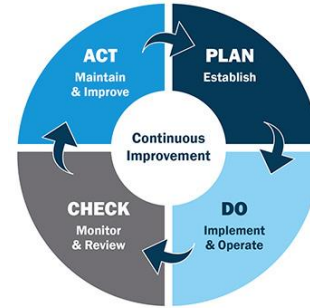 ACT
Maintain
& Improve
PLAN
Establish
Continuous
Improvement
CHECK
Monitor
& Review
DO
Implement
& Operate